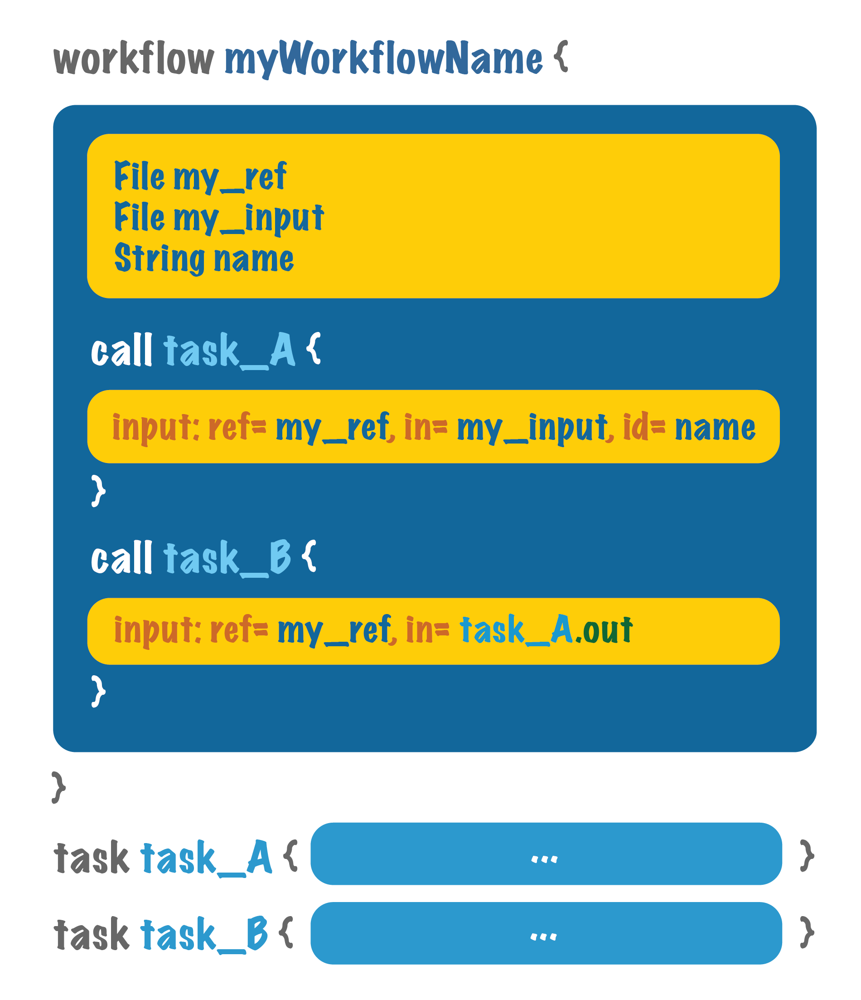 workflow myWorkflowName {
File my_ref
File my_input
String name
call task_A {
input: ref= my_ref, in= my_input, id= name
}
call task_B {
input: ref= my_ref, in= task_A.out
}
}
task task_A { ... }
task task_B { ... }